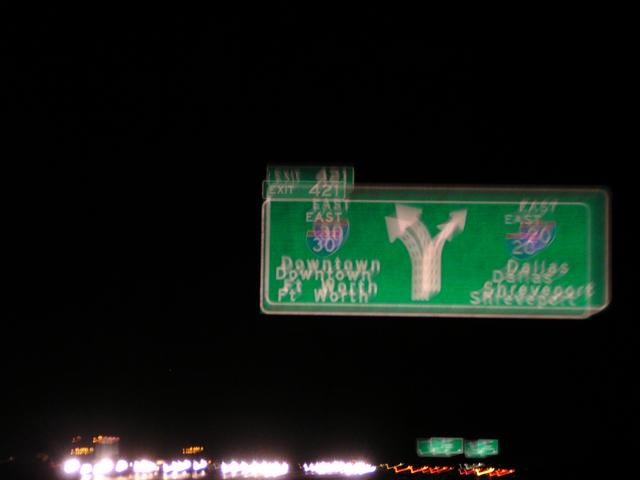 EXIT 421
EAST
30
Downtown
Ft Worth
EAST
20
Dallas
Shreveport